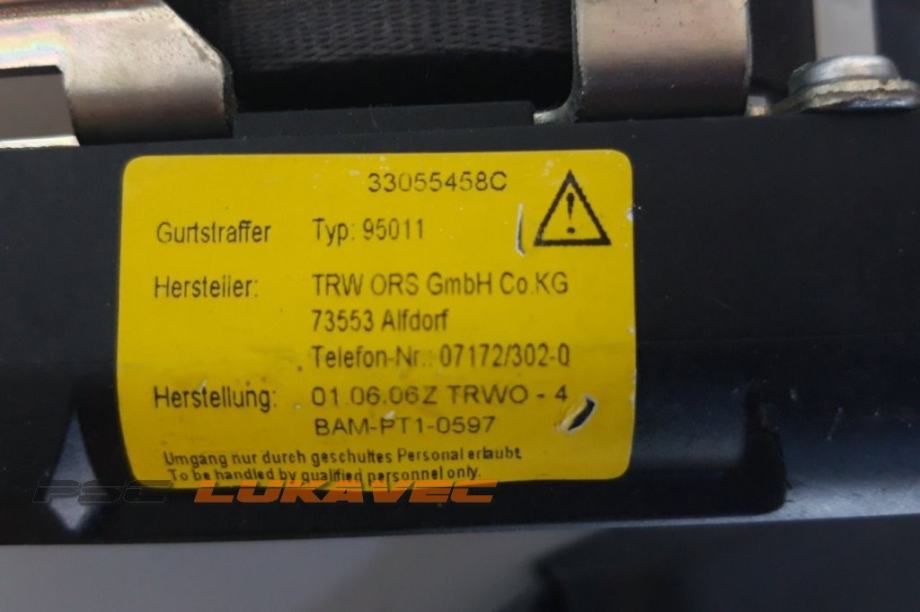 33055458C
Gurtstraffer Typ: 95011
Hersteller: TRW ORS GmbH Co.KG
73553 Alfdorf
Telefon-Nr.: 07172/302-0
Herstellung: 01.06.06Z TRWO - 4
BAM-PT1-0597
Umgang nur durch geschultes Personal erlaubt.
To be handled by qualified personnel only.
PSC LUKAVEC